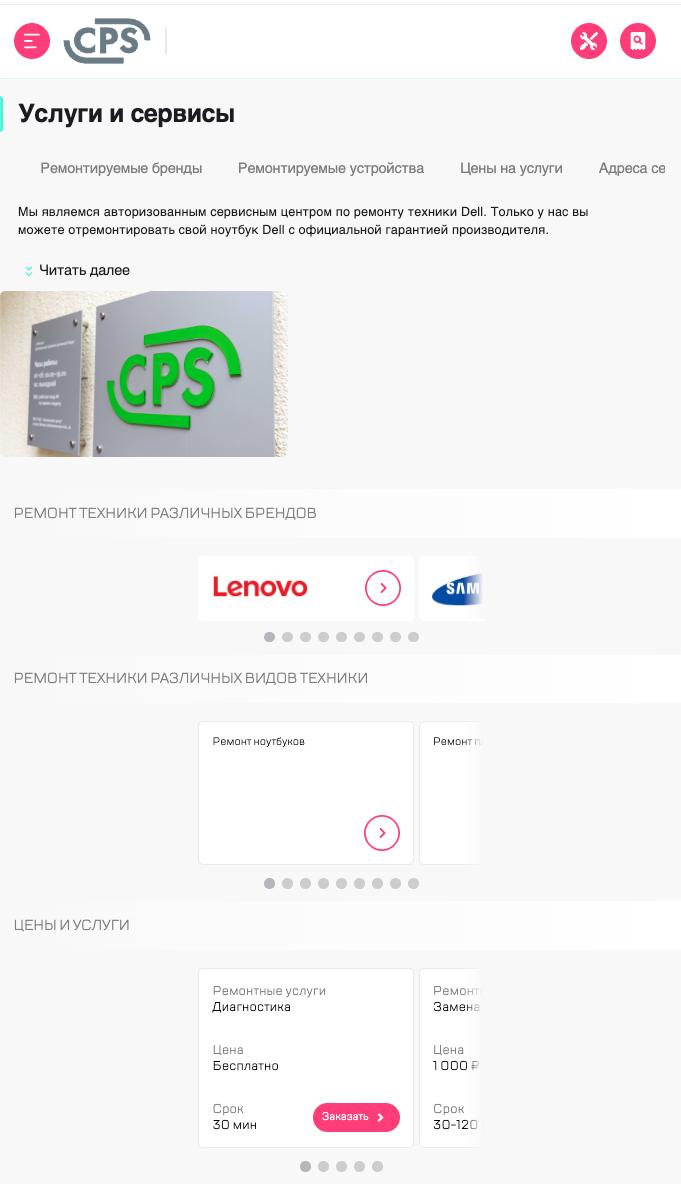 CPS
Услуги и сервисы
Ремонтируемые бренды Ремонтируемые устройства Цены на услуги Адреса се
Мы являемся авторизованным сервисным центром по ремонту техники Dell. Только у нас вы
можете отремонтировать свой ноутбук Dell с официальной гарантией производителя.
Читать далее
CPS
РЕМОНТ ТЕХНИКИ РАЗЛИЧНЫХ БРЕНДОВ
Lenovo SAM
РЕМОНТ ТЕХНИКИ РАЗЛИЧНЫХ ВИДОВ ТЕХНИКИ
Ремонт ноутбуков Ремонт
ЦЕНЫ И УСЛУГИ
Ремонтные услуги Ремонт
Диагностика Замена
Цена Цена
Бесплатно 1 000 ₽
Срок Срок
30 мин Заказать 30-120